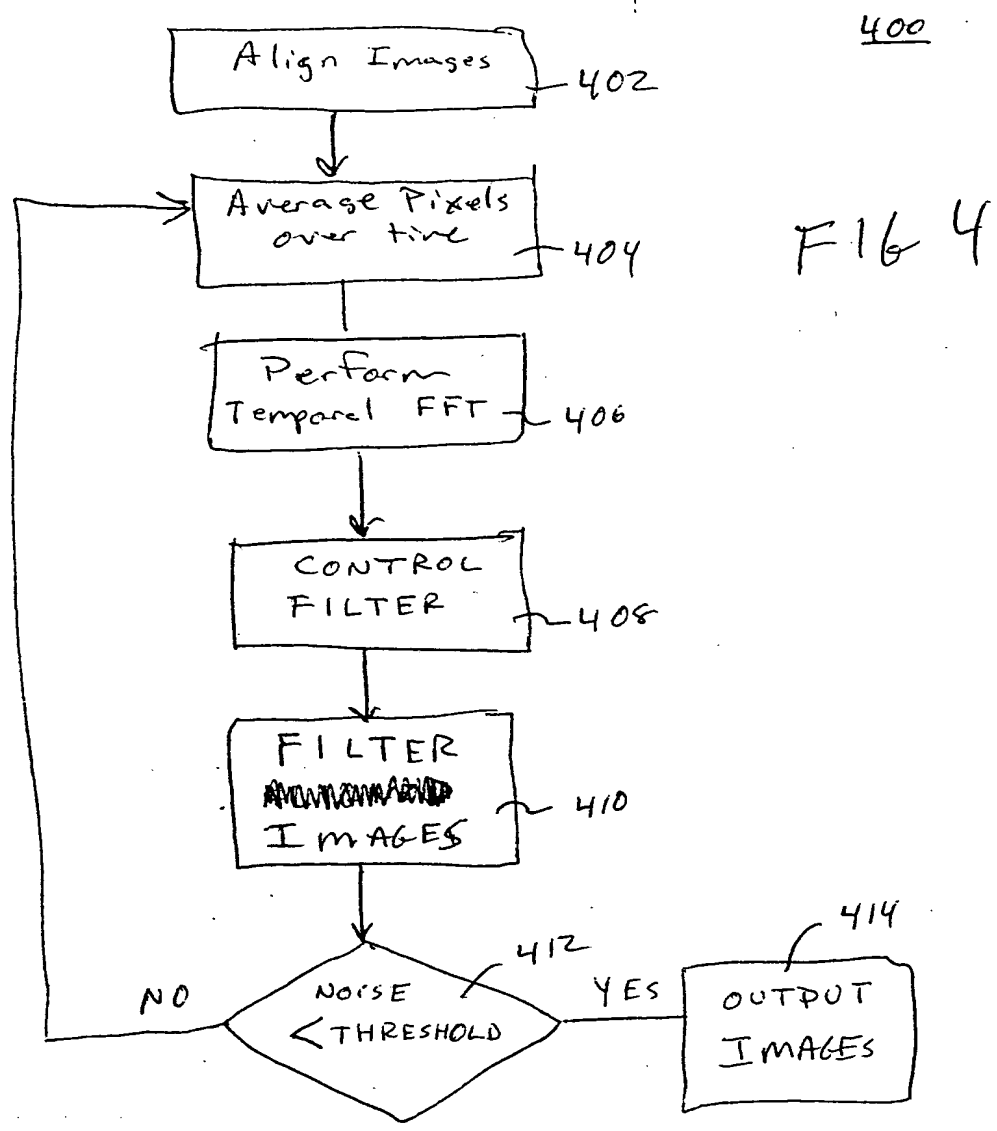 400
Align Images
402
Average Pixels
over time
404
FIG 4
Perform
Temporal FFT
406
CONTROL
FILTER
408
FILTER
IMAGES
410
412
NOISE
< THRESHOLD
NO
YES
414
OUTPUT
IMAGES